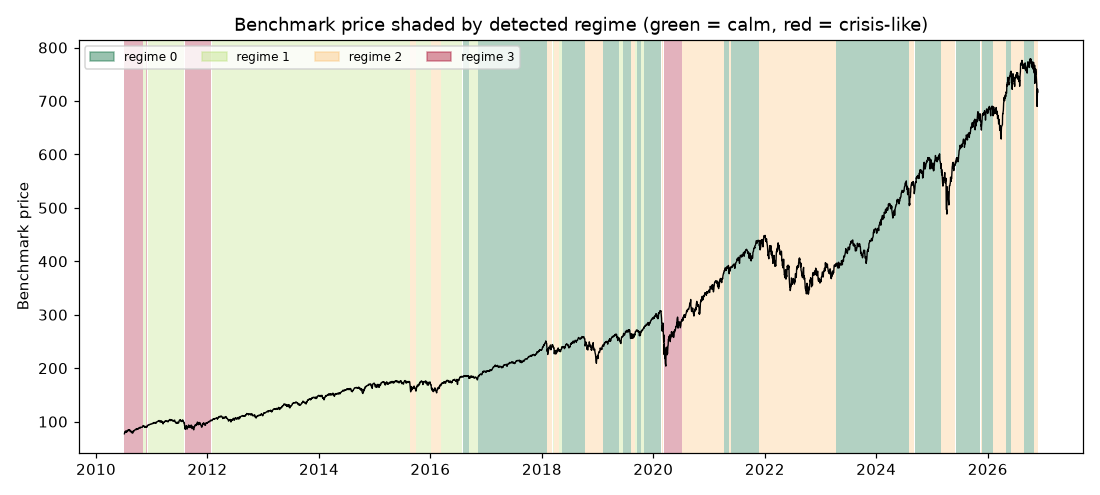 Benchmark price shaded by detected regime (green = calm, red = crisis-like)
regime 0 regime 1 regime 2 regime 3
Benchmark price
800
700
600
500
400
300
200
100
2010 2012 2014 2016 2018 2020 2022 2024 2026